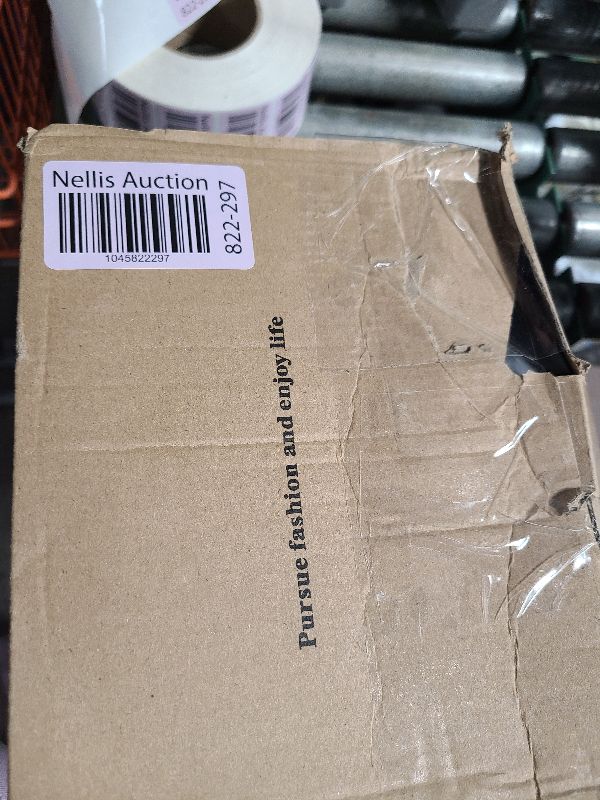 Nellis Auction
1045822297
822-297
Pursue fashion and enjoy life